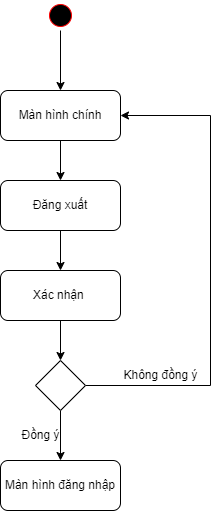 Màn hình chính
Đăng xuất
Xác nhận
Không đồng ý
Đồng ý
Màn hình đăng nhập